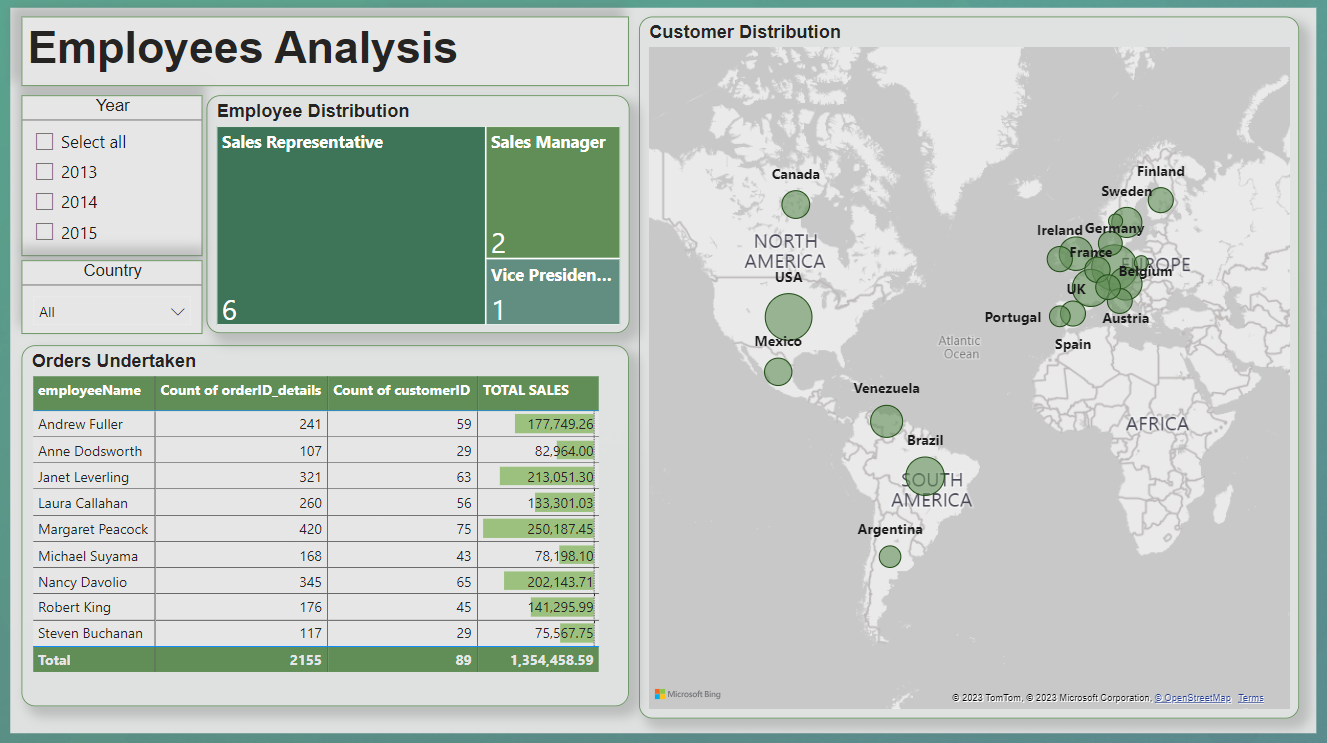 Employees Analysis
Year
Select all
2013
2014
2015
Country
All
Employee Distribution
Sales Representative
6
Sales Manager
2
Vice Presiden...
1
Orders Undertaken
employeeName Count of orderID_details Count of customerID TOTAL SALES
Andrew Fuller 241 59 177,749.26
Anne Dodsworth 107 29 82,964.00
Janet Leverling 321 63 213,051.30
Laura Callahan 260 56 133,301.03
Margaret Peacock 420 75 250,187.45
Michael Suyama 168 43 78,198.10
Nancy Davolio 345 65 202,143.71
Robert King 176 45 141,295.99
Steven Buchanan 117 29 75,567.75
Total 2155 89 1,354,458.59
Customer Distribution
Canada
NORTH
AMERICA
USA
Mexico
Venezuela
Brazil
SOUTH
AMERICA
Argentina
Atlantic
Ocean
Finland
Sweden
Ireland
Germany
France
EUROPE
Belgium
UK
Portugal
Austria
Spain
AFRICA
Microsoft Bing
© 2023 TomTom, © 2023 Microsoft Corporation, © OpenStreetMap Terms